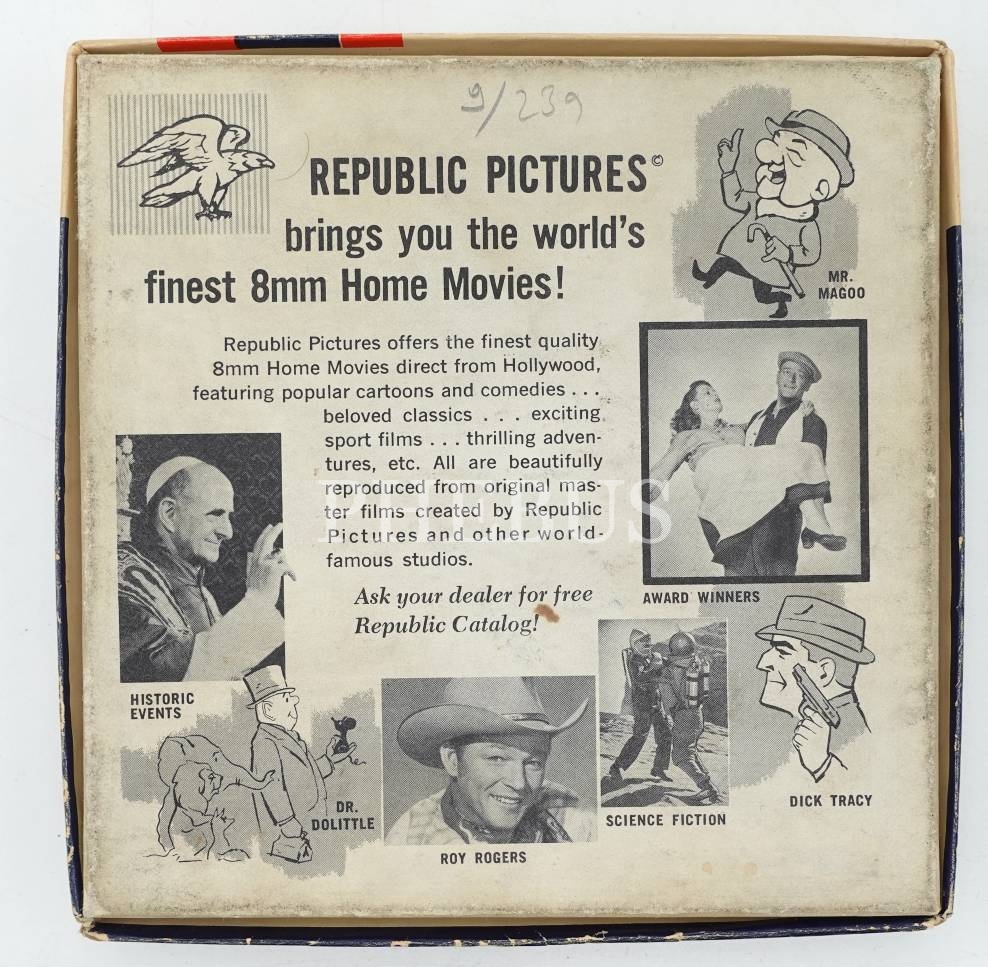 9/239
REPUBLIC PICTURES©
brings you the world's
finest 8mm Home Movies!
MR.
MAGOO
Republic Pictures offers the finest quality
8mm Home Movies direct from Hollywood,
featuring popular cartoons and comedies...
beloved classics ... exciting
sport films ... thrilling adven-
tures, etc. All are beautifully
reproduced from original mas-
ter films created by Republic
Pictures and other world-
famous studios.
PHEBUS
Ask your dealer for free
Republic Catalog!
AWARD WINNERS
HISTORIC
EVENTS
DR.
DOLITTLE
ROY ROGERS
SCIENCE FICTION
DICK TRACY